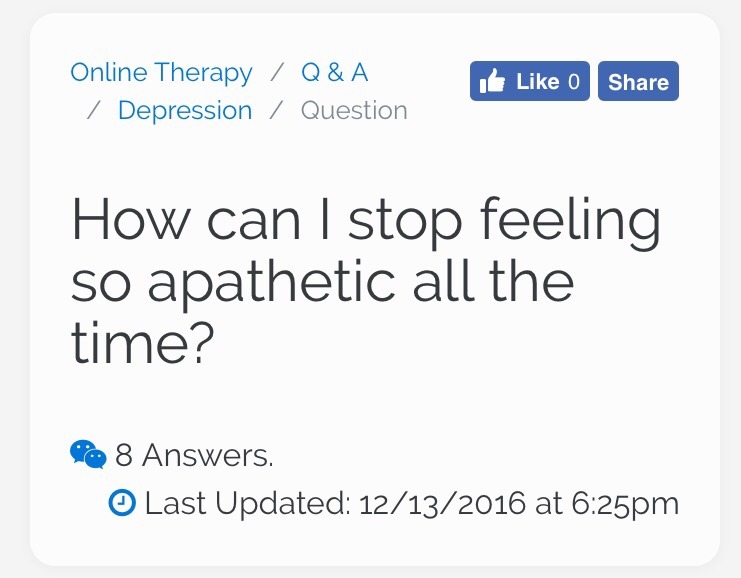 Online Therapy / Q & A
/ Depression / Question
Like 0
Share
How can I stop feeling
so apathetic all the
time?
8 Answers.
Last Updated: 12/13/2016 at 6:25pm